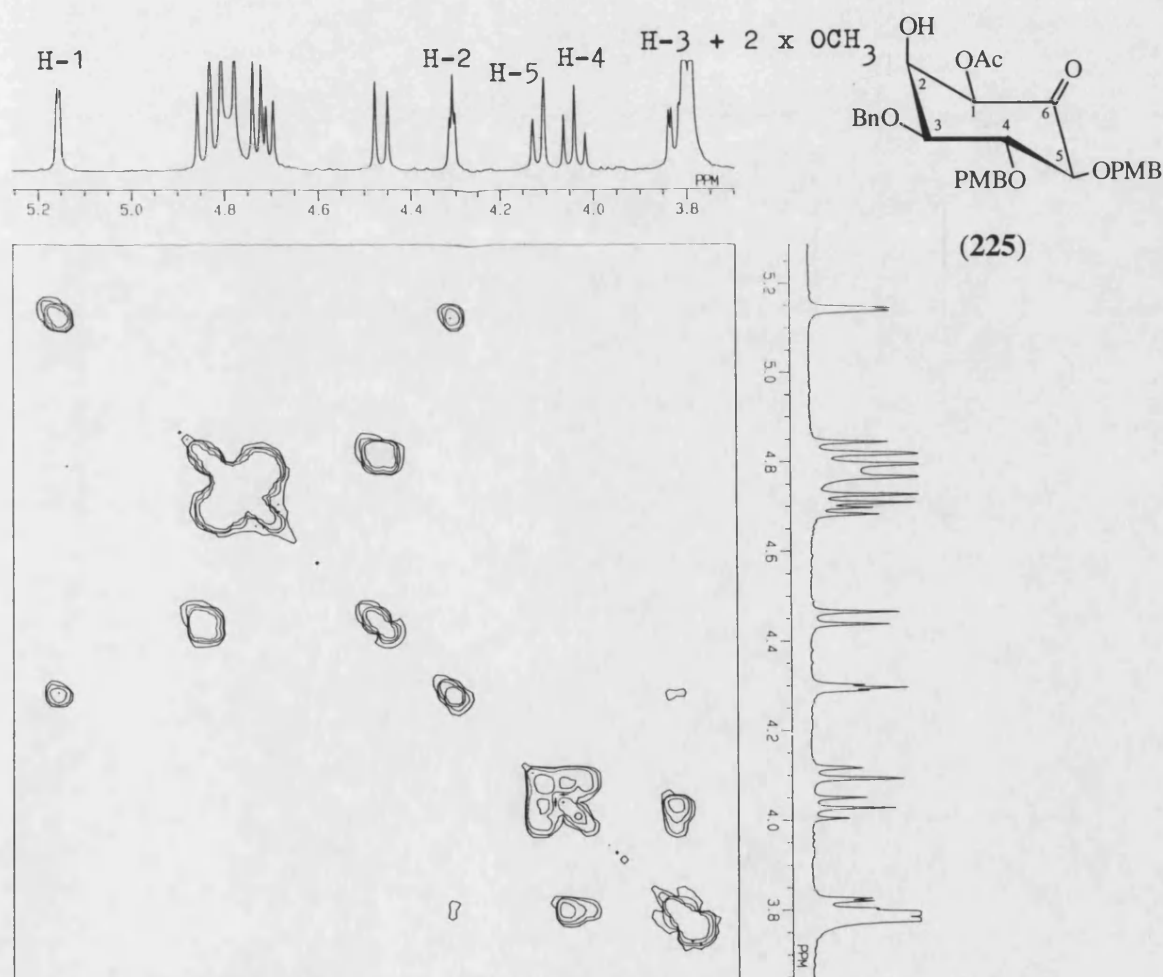 H-1
H-2
H-5
H-4
H-3 + 2 x OCH3
PPM
5.2 5.0 4.8 4.6 4.4 4.2 4.0 3.8
OH
OAc
O
BnO
PMBO
OPMB
2
3
1
4
6
5
(225)
5.2
5.0
4.8
4.6
4.4
4.2
4.0
3.8
PPM